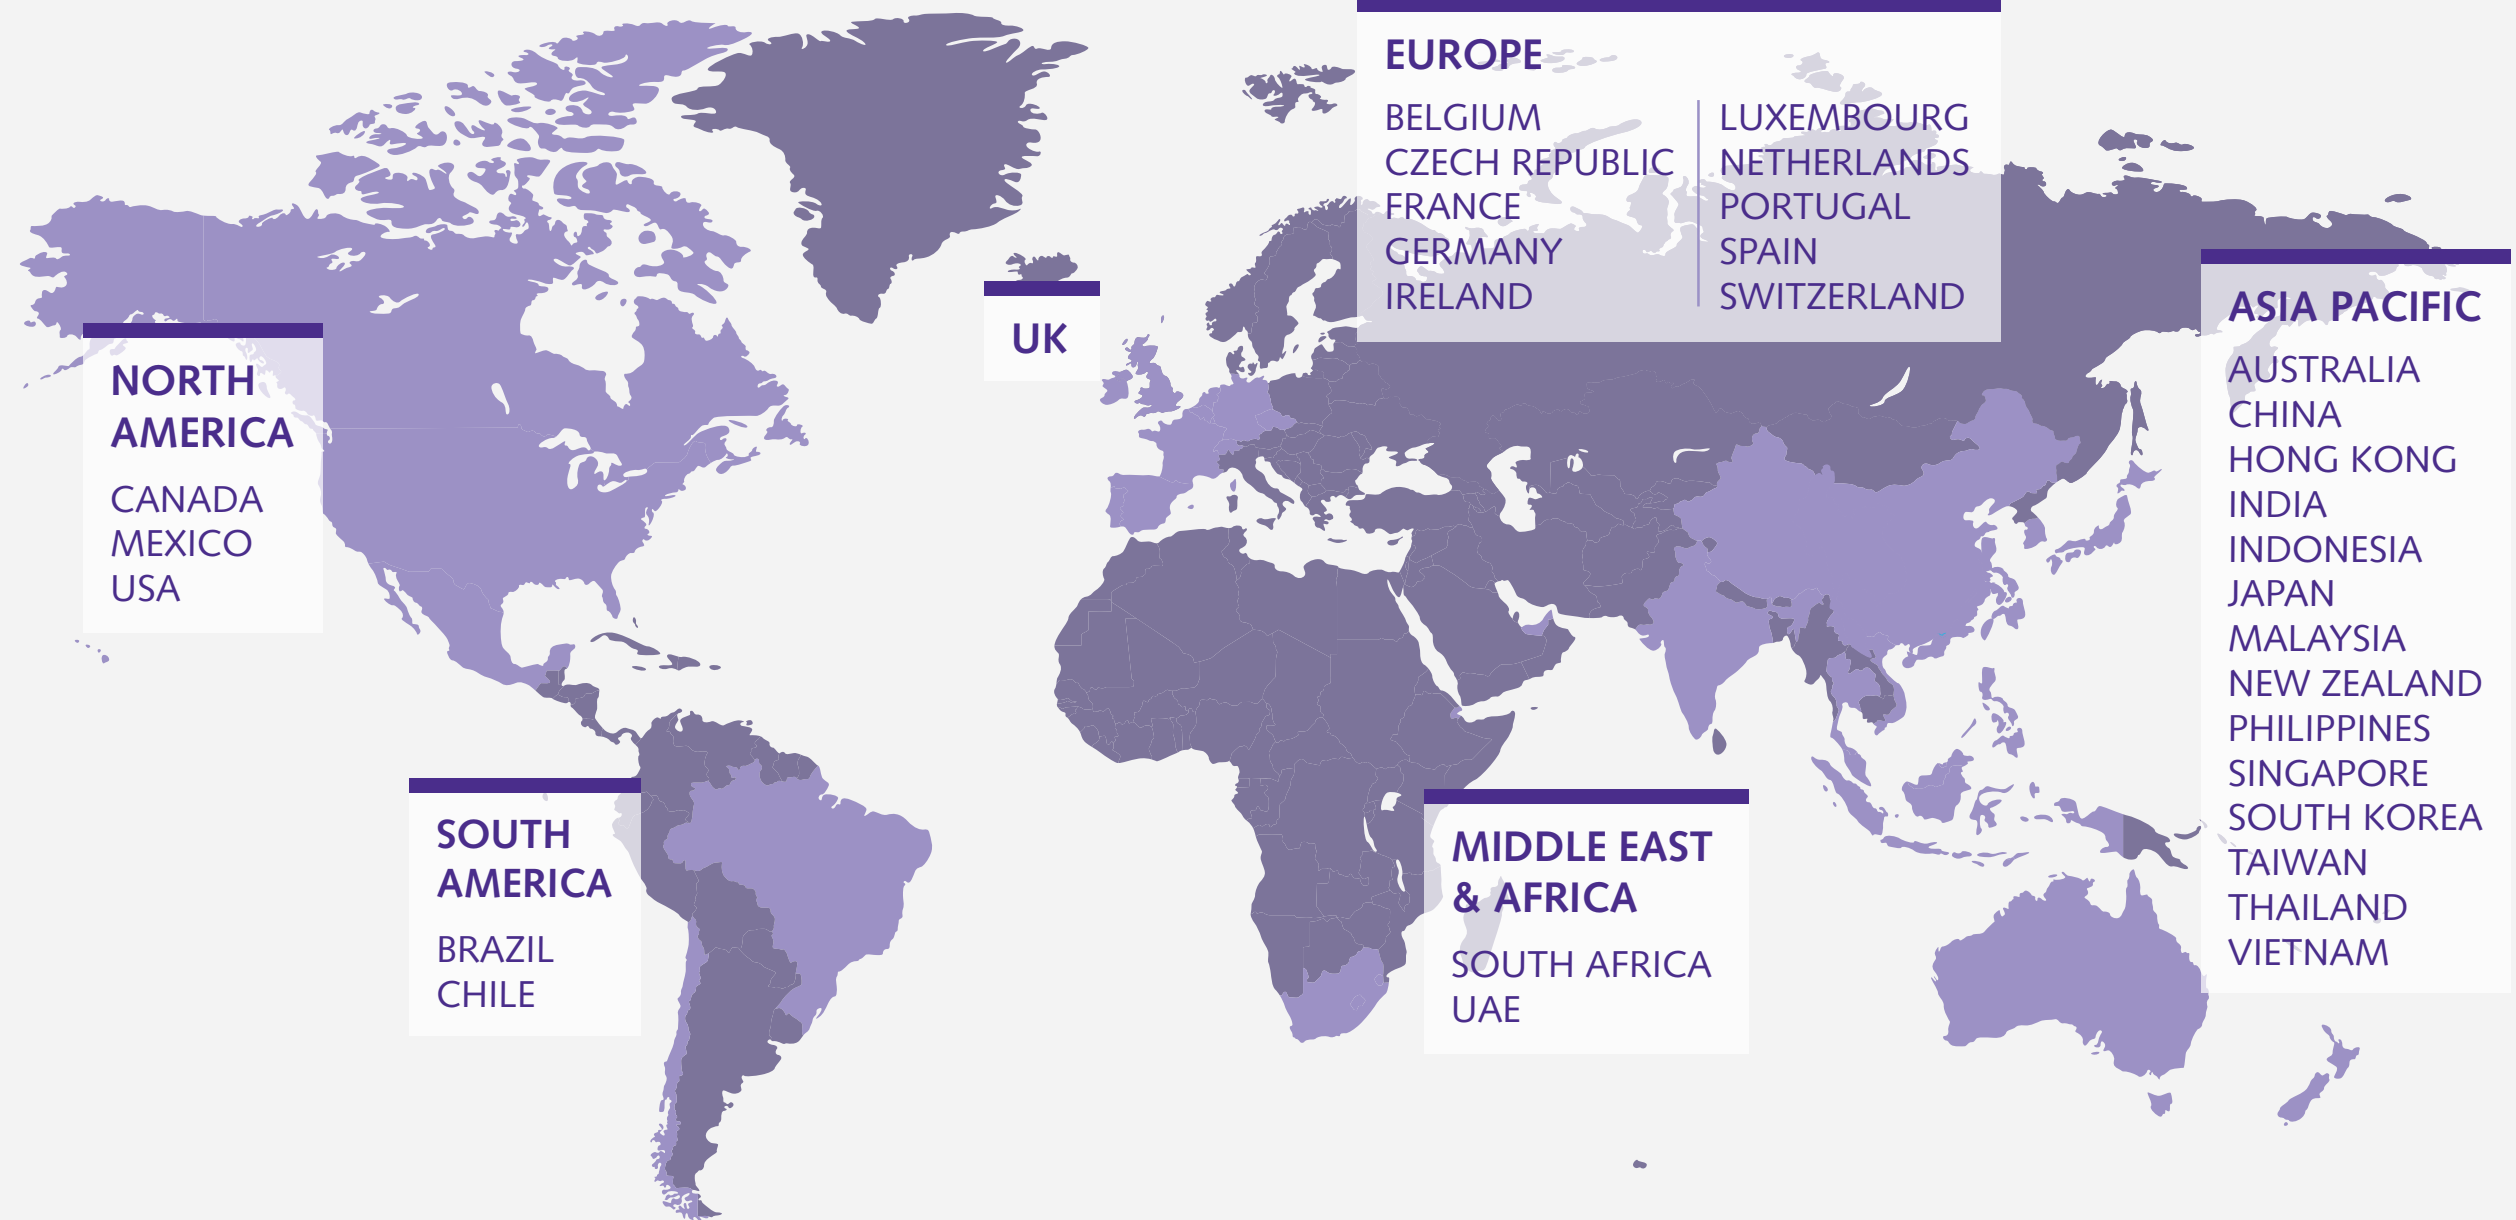 EUROPE
BELGIUM
CZECH REPUBLIC
FRANCE
GERMANY
IRELAND
LUXEMBOURG
NETHERLANDS
PORTUGAL
SPAIN
SWITZERLAND
UK
NORTH
AMERICA
CANADA
MEXICO
USA
ASIA PACIFIC
AUSTRALIA
CHINA
HONG KONG
INDIA
INDONESIA
JAPAN
MALAYSIA
NEW ZEALAND
PHILIPPINES
SINGAPORE
SOUTH KOREA
TAIWAN
THAILAND
VIETNAM
SOUTH
AMERICA
BRAZIL
CHILE
MIDDLE EAST
& AFRICA
SOUTH AFRICA
UAE